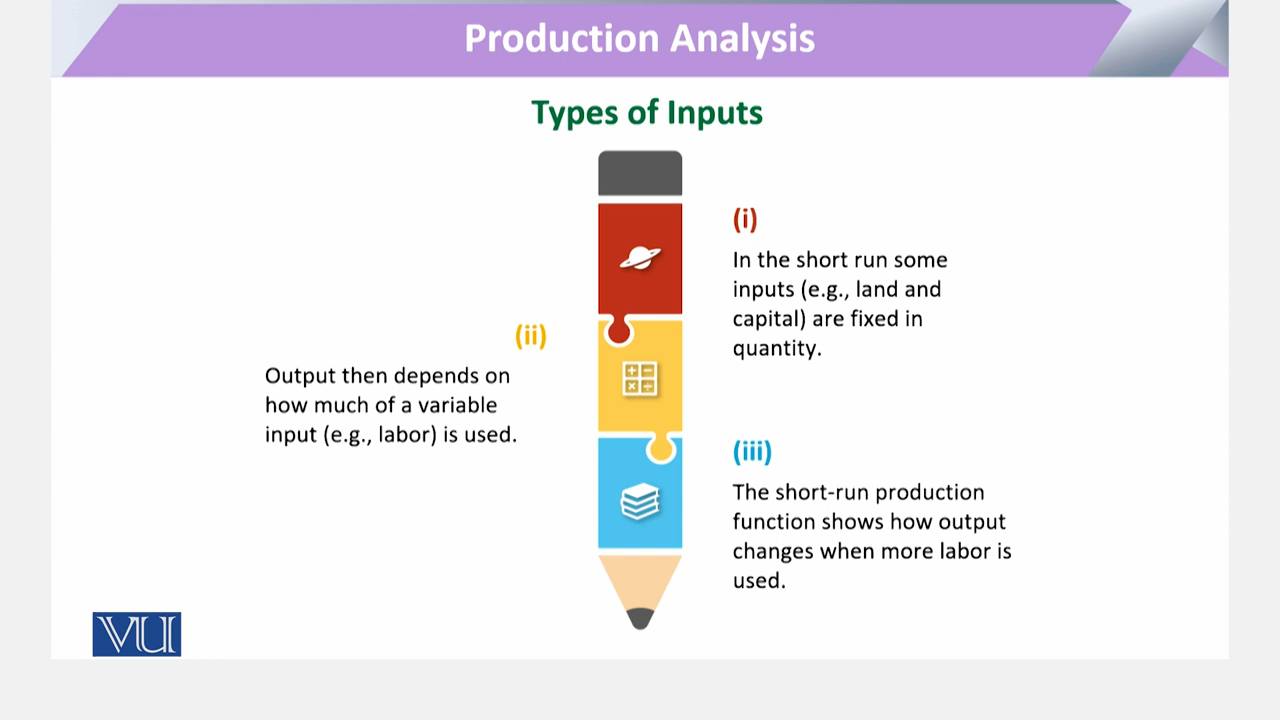 Production Analysis
Types of Inputs
(i)
In the short run some
inputs (e.g., land and
capital) are fixed in
quantity.
(ii)
Output then depends on
how much of a variable
input (e.g., labor) is used.
(iii)
The short-run production
function shows how output
changes when more labor is
used.
VU